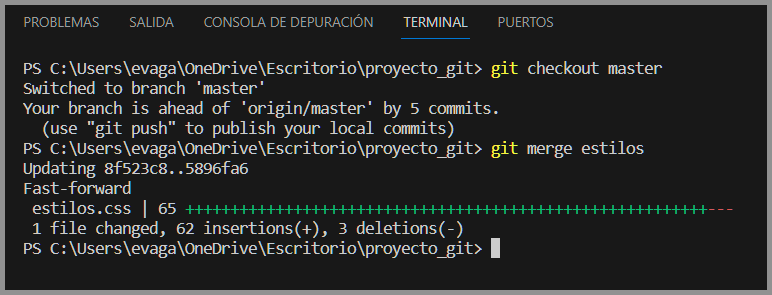 PROBLEMAS SALIDA CONSOLA DE DEPURACIÓN TERMINAL PUERTOS
PS C:\Users\evaga\OneDrive\Escritorio\proyecto_git> git checkout master
Switched to branch 'master'
Your branch is ahead of 'origin/master' by 5 commits.
  (use "git push" to publish your local commits)
PS C:\Users\evaga\OneDrive\Escritorio\proyecto_git> git merge estilos
Updating 8f523c8..5896fa6
Fast-forward
 estilos.css | 65 ++++++++++++++++++++++++++++++++++++++++++++++++++++++++++---
 1 file changed, 62 insertions(+), 3 deletions(-)
PS C:\Users\evaga\OneDrive\Escritorio\proyecto_git>